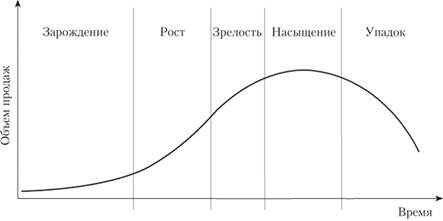 Зарождение
Рост
Зрелость
Насыщение
Упадок
Объем продаж
Время